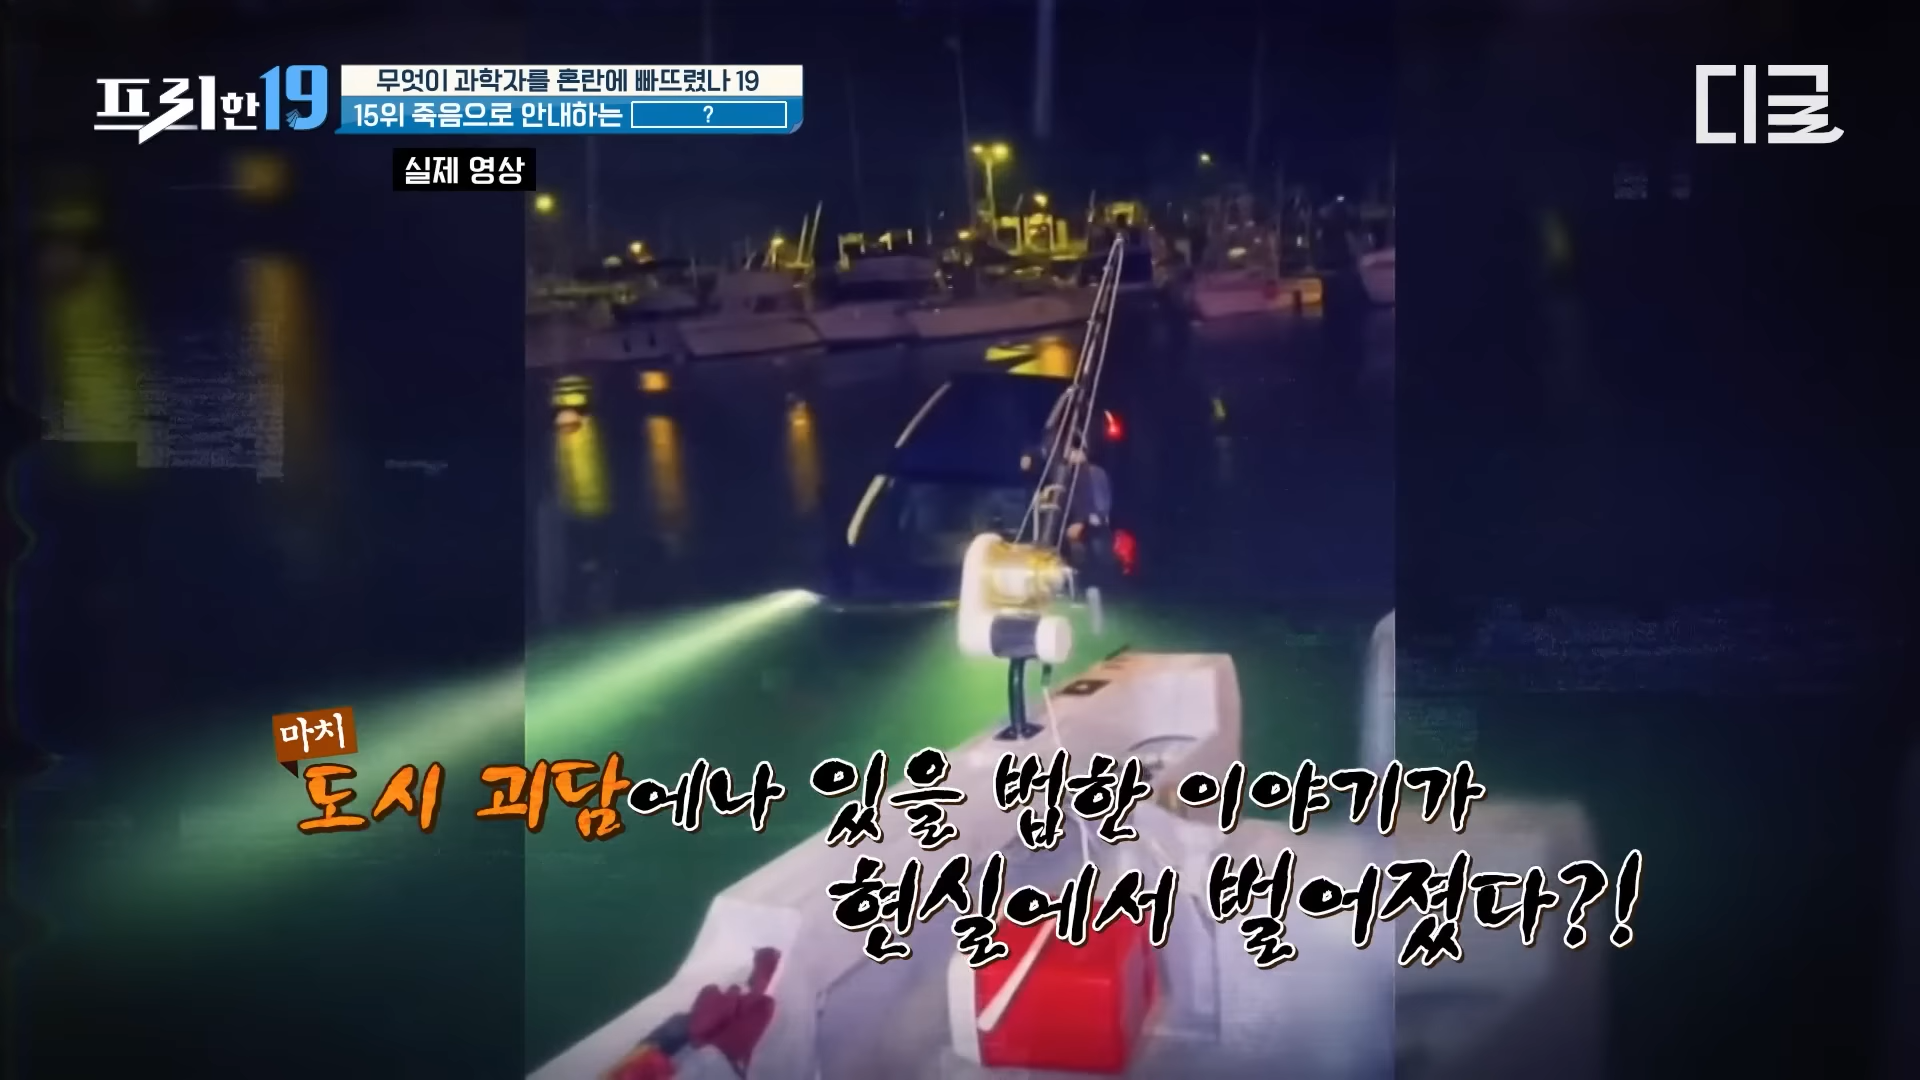 프리한19
무엇이 과학자를 혼란에 빠뜨렸나 19
15위 죽음으로 안내하는 ?
디글
실제 영상
마치
도시 괴담에나 있을 법한 이야기가
현실에서 벌어졌다?!